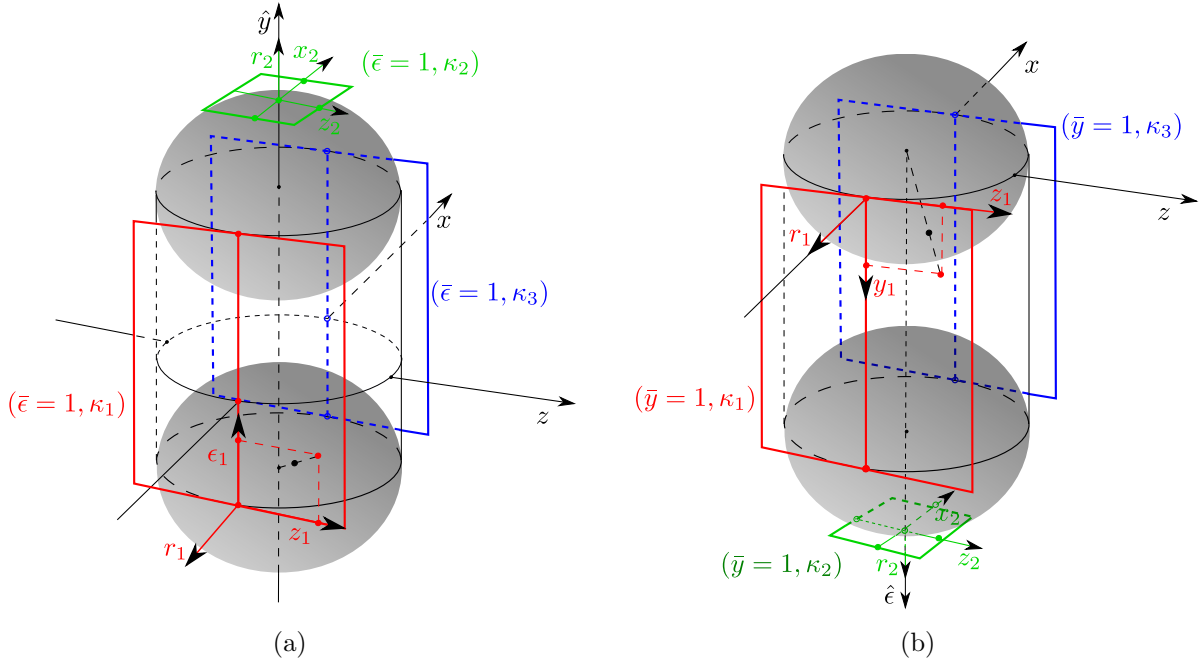 ŷ
r₂ x₂ (ε̄ = 1, κ₂)
z₂
x
(ε̄ = 1, κ₃)
(ε̄ = 1, κ₁)
z
ϵ₁
z₁
r₁
(a)
x
(ȳ = 1, κ₃)
z₁
z
r₁
y₁
(ȳ = 1, κ₁)
x₂
(ȳ = 1, κ₂)
r₂ z₂
ϵ̂
(b)